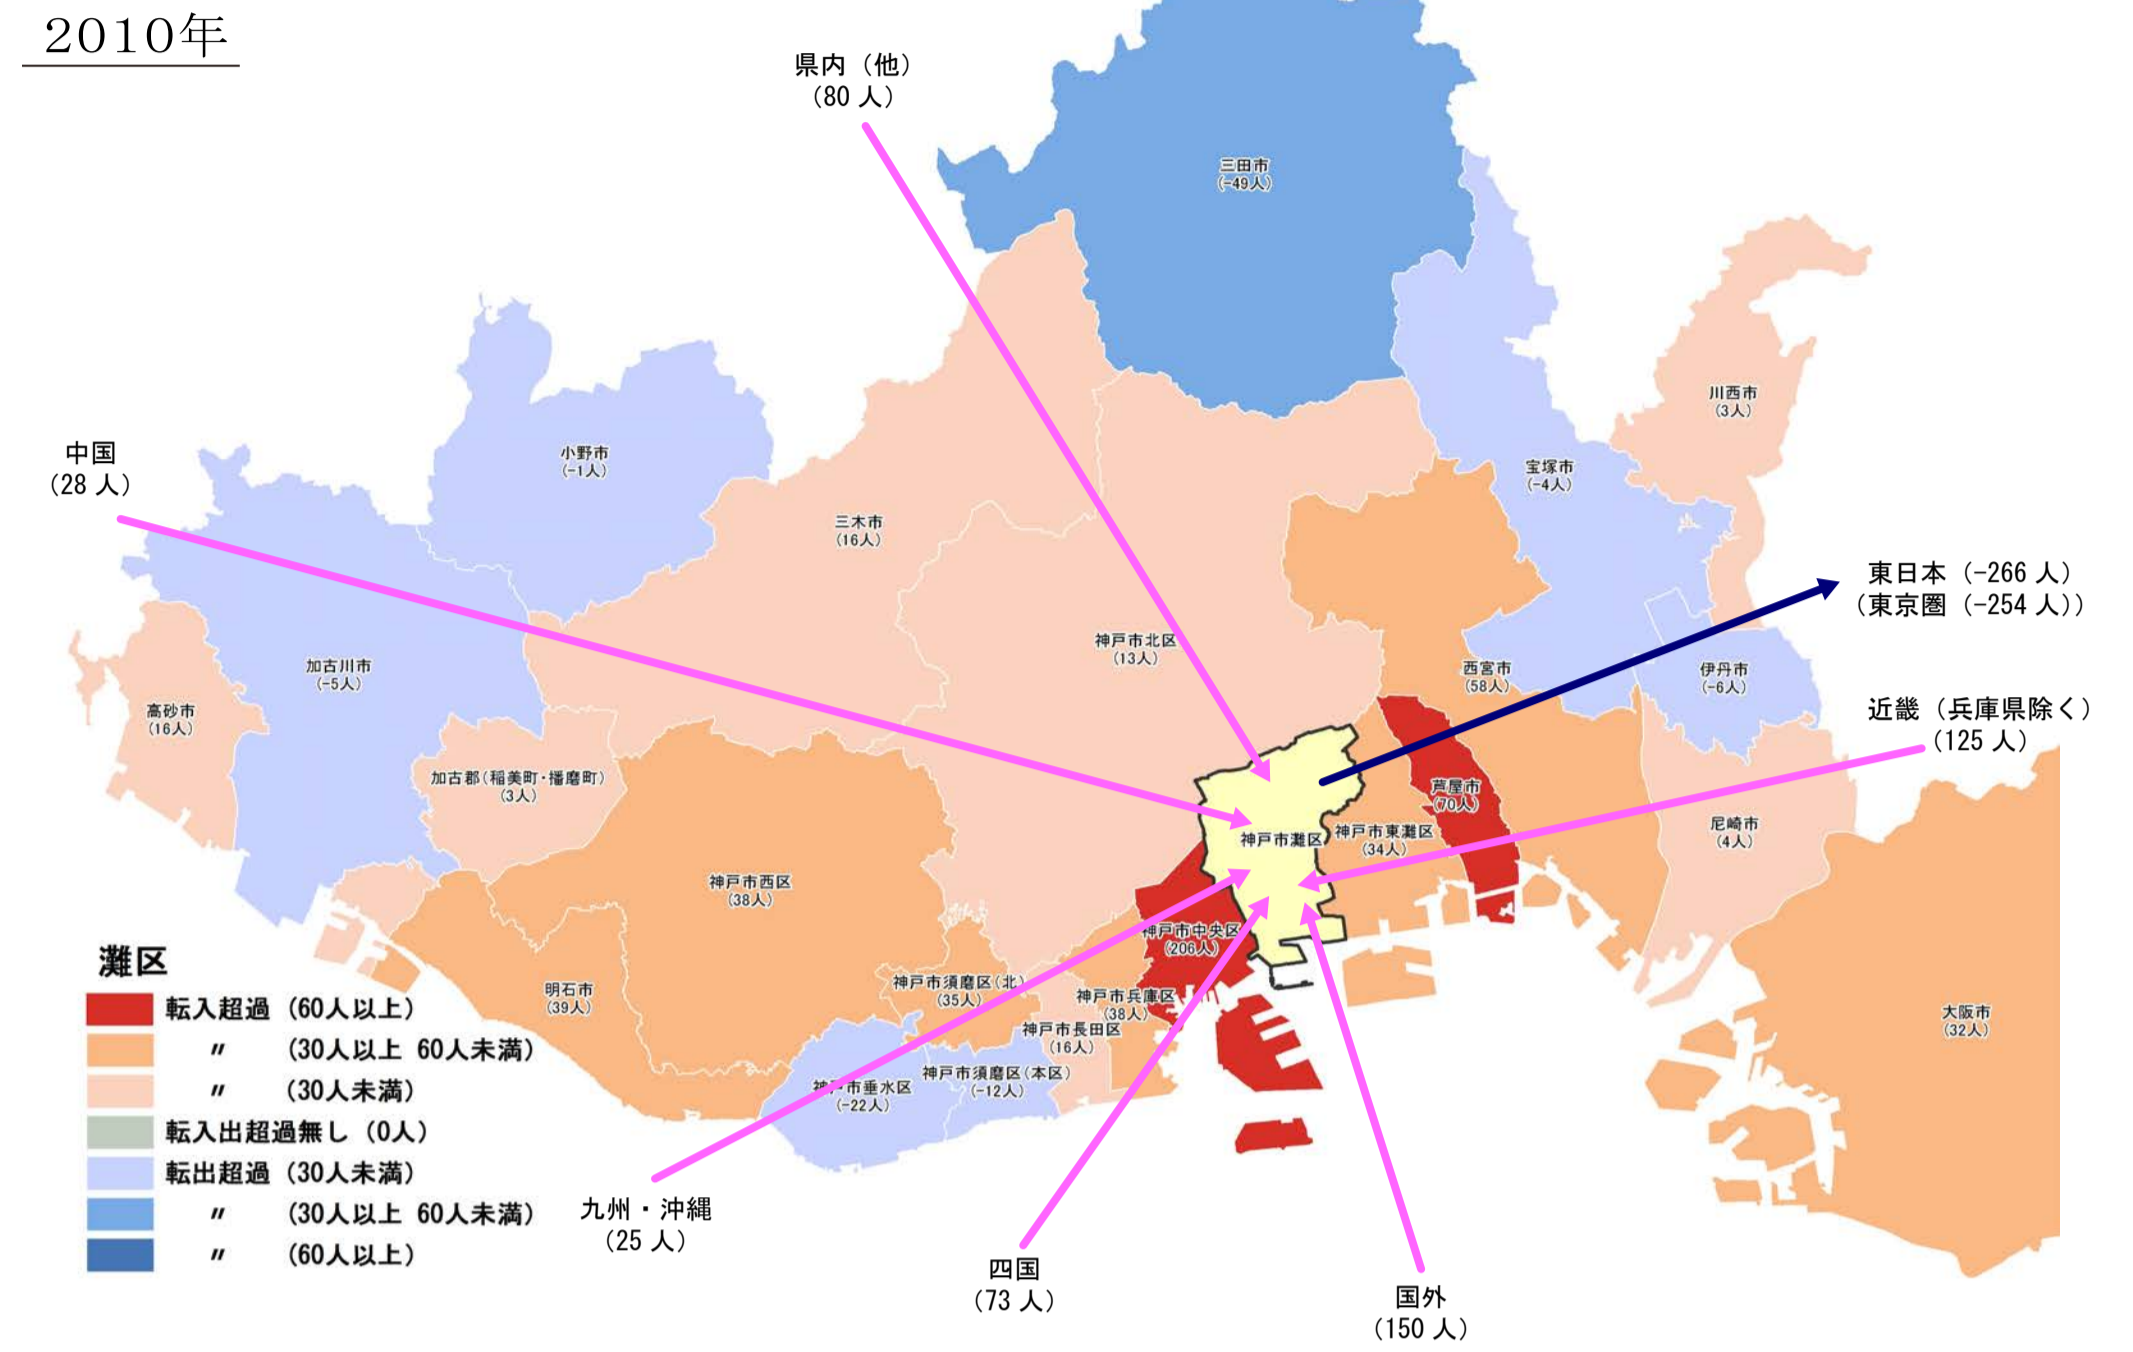 2010年
県内（他）
（80 人）
三田市
(-49人)
川西市
(3人)
中国
（28 人）
小野市
(-1人)
宝塚市
(-4人)
三木市
(16人)
東日本（-266 人）
（東京圏（-254 人））
神戸市北区
(13人)
加古川市
(-5人)
西宮市
(58人)
伊丹市
(-6人)
高砂市
(16人)
近畿（兵庫県除く）
（125 人）
加古郡(稲美町・播磨町)
(3人)
芦屋市
(70人)
神戸市灘区
神戸市東灘区
(34人)
尼崎市
(4人)
神戸市西区
(38人)
神戸市中央区
(206人)
神戸市須磨区(北)
(35人)
明石市
(39人)
神戸市兵庫区
(38人)
大阪市
(32人)
神戸市長田区
(16人)
神戸市須磨区(本区)
(-12人)
神戸市垂水区
(-22人)
灘区
転入超過（60人以上）
〃 （30人以上 60人未満）
〃 （30人未満）
転入出超過無し（0人）
転出超過（30人未満）
〃 （30人以上 60人未満）
〃 （60人以上）
九州・沖縄
（25 人）
四国
（73 人）
国外
（150 人）